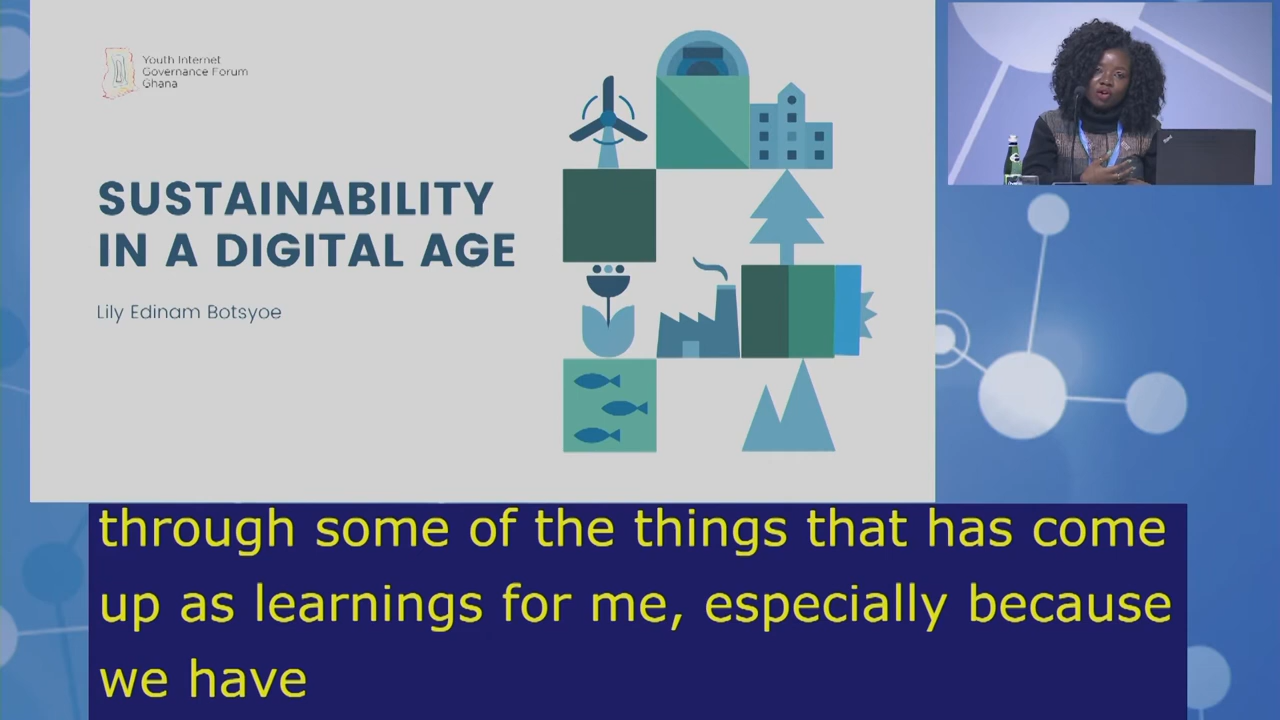 Youth Internet
Governance Forum
Ghana
SUSTAINABILITY
IN A DIGITAL AGE
Lily Edinam Botsyoe
through some of the things that has come
up as learnings for me, especially because
we have